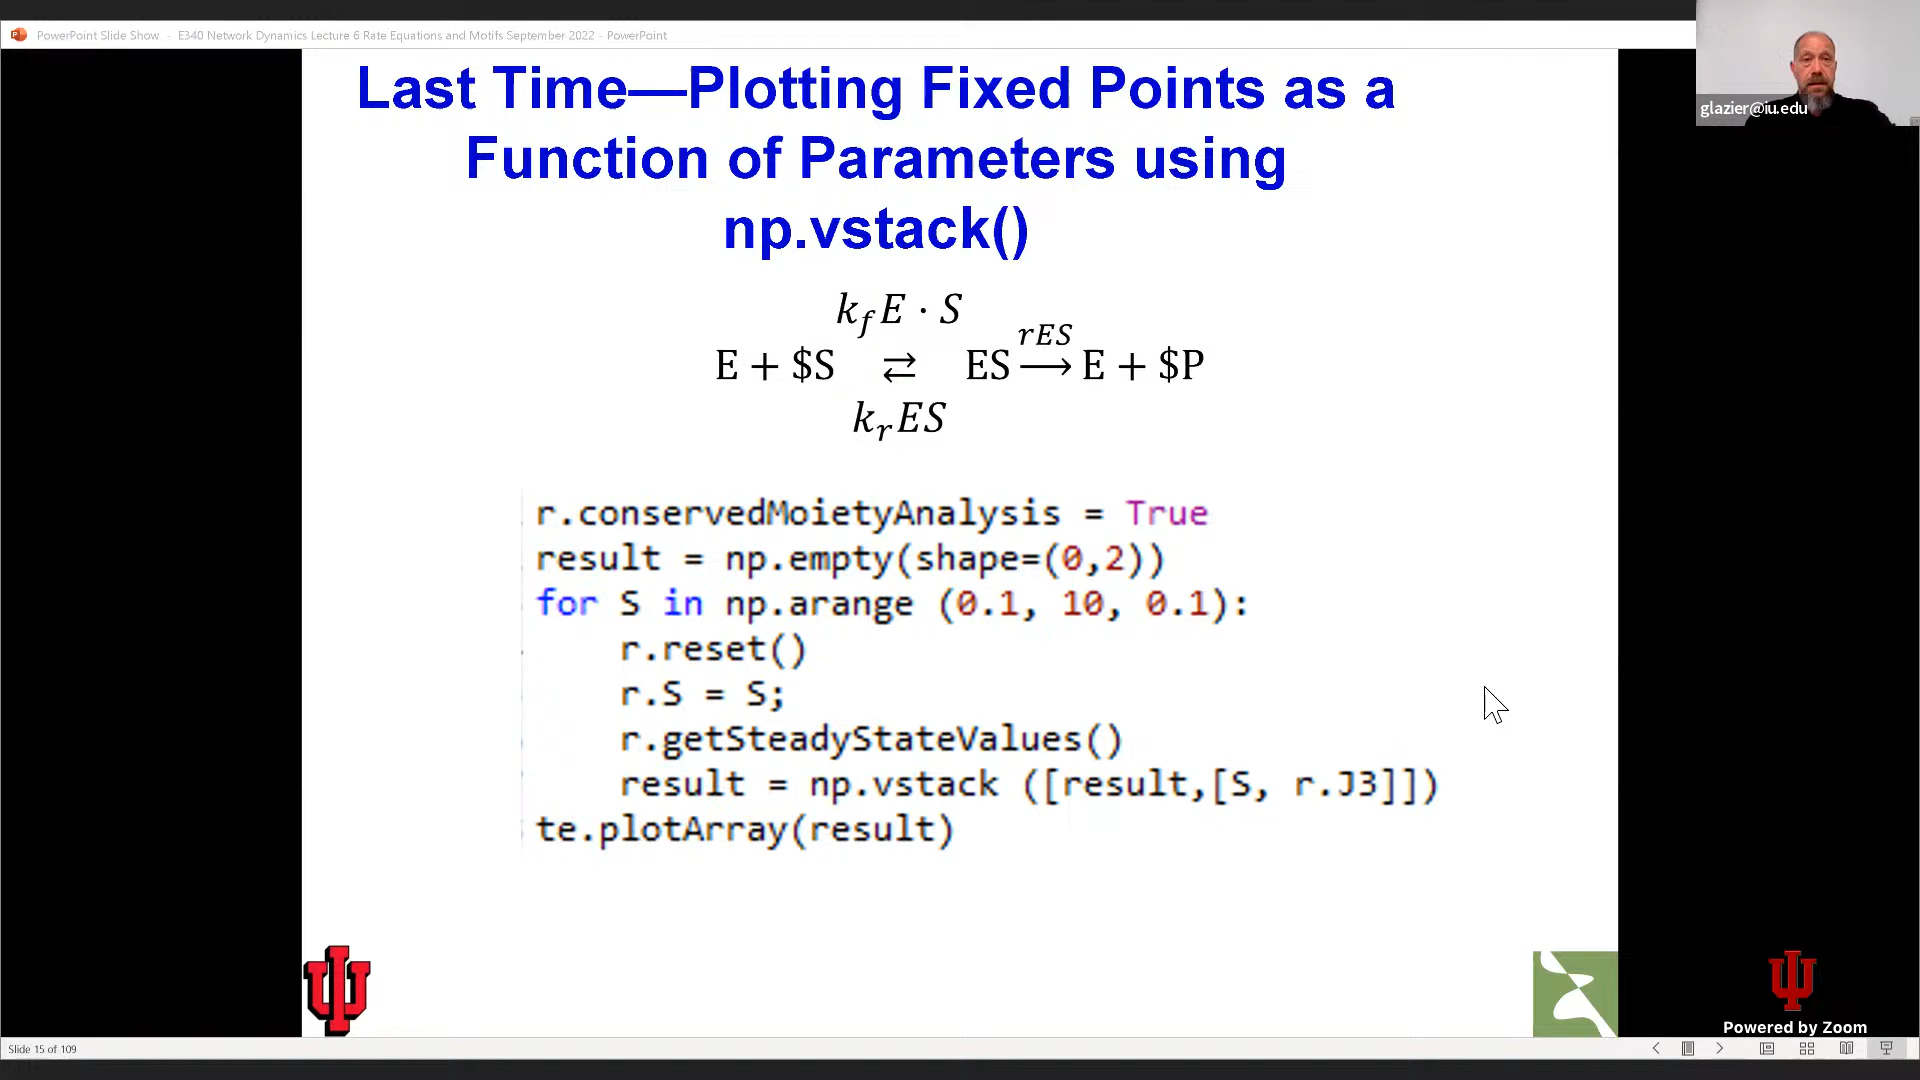 PowerPoint Slide Show - E340 Network Dynamics Lecture 6 Rate Equations and Motifs September 2022 - PowerPoint
glazier@iu.edu
Last Time—Plotting Fixed Points as a
Function of Parameters using
np.vstack()
k_f E · S
E + $S ⇄ ES ⟶ E + $P
rES
k_r ES
r.conservedMoietyAnalysis = True
result = np.empty(shape=(0,2))
for S in np.arange (0.1, 10, 0.1):
    r.reset()
    r.S = S;
    r.getSteadyStateValues()
    result = np.vstack ([result,[S, r.J3]])
te.plotArray(result)
Powered by Zoom
Slide 15 of 109